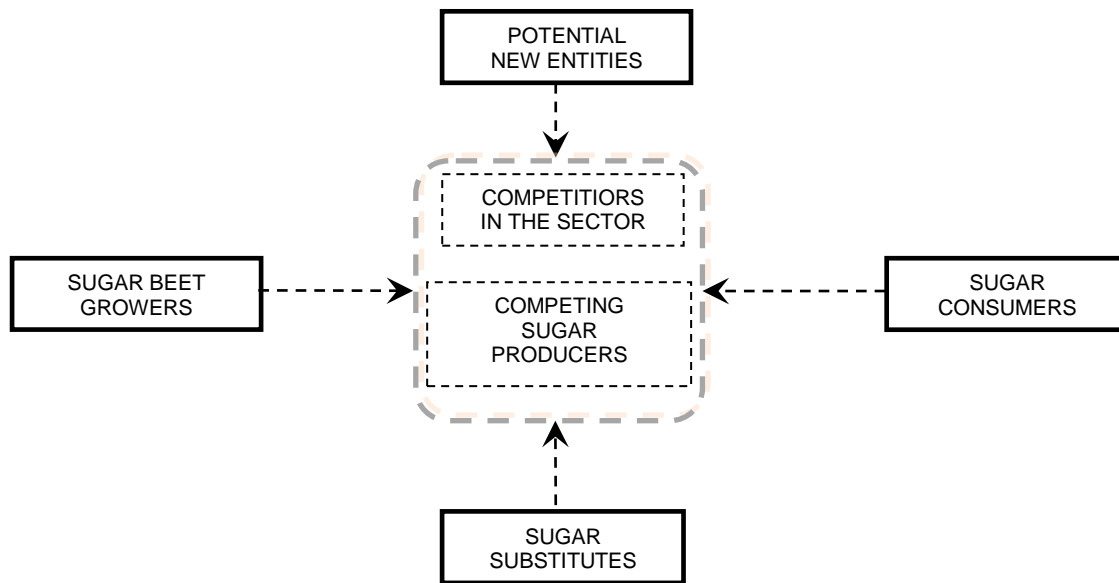 POTENTIAL
NEW ENTITIES
COMPETITIORS
IN THE SECTOR
SUGAR BEET
GROWERS
COMPETING
SUGAR
PRODUCERS
SUGAR
CONSUMERS
SUGAR
SUBSTITUTES